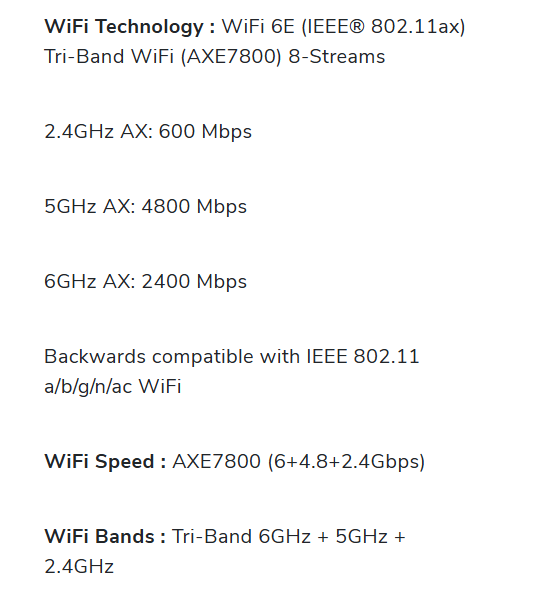 WiFi Technology : WiFi 6E (IEEE® 802.11ax)
Tri-Band WiFi (AXE7800) 8-Streams
2.4GHz AX: 600 Mbps
5GHz AX: 4800 Mbps
6GHz AX: 2400 Mbps
Backwards compatible with IEEE 802.11
a/b/g/n/ac WiFi
WiFi Speed : AXE7800 (6+4.8+2.4Gbps)
WiFi Bands : Tri-Band 6GHz + 5GHz +
2.4GHz